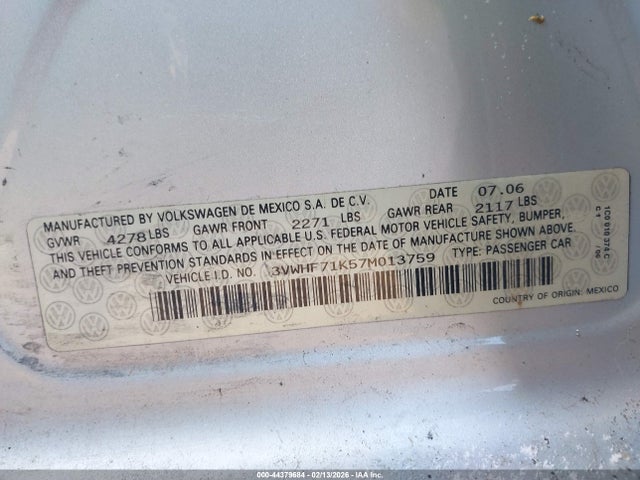 MANUFACTURED BY VOLKSWAGEN DE MEXICO S.A. DE C.V. DATE 07.06
GVWR 4278 LBS GAWR FRONT 2271 LBS GAWR REAR 2117 LBS
THIS VEHICLE CONFORMS TO ALL APPLICABLE U.S. FEDERAL MOTOR VEHICLE SAFETY, BUMPER,
AND THEFT PREVENTION STANDARDS IN EFFECT ON THE DATE OF MANUFACTURE SHOWN ABOVE.
VEHICLE I.D. NO. 3VWHF71K57M013759 TYPE: PASSENGER CAR
COUNTRY OF ORIGIN: MEXICO
1C0 010 374 C
000-44379684 - 02/13/2026 - IAA Inc.